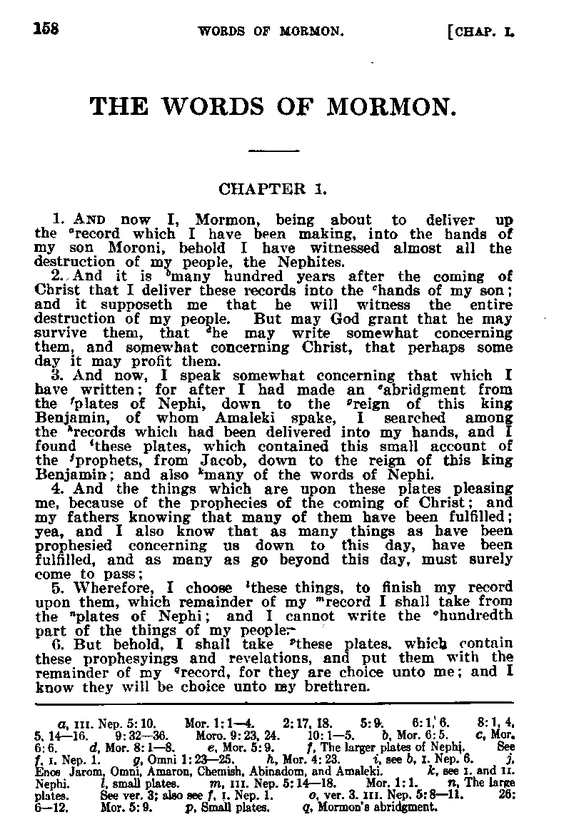 158 WORDS OF MORMON. [CHAP. I.
THE WORDS OF MORMON.
CHAPTER 1.
1. AND now I, Mormon, being about to deliver up
the ᵃrecord which I have been making, into the hands of
my son Moroni, behold I have witnessed almost all the
destruction of my people, the Nephites.
2. And it is ᵇmany hundred years after the coming of
Christ that I deliver these records into the ᶜhands of my son;
and it supposeth me that he will witness the entire
destruction of my people. But may God grant that he may
survive them, that ᵈhe may write somewhat concerning
them, and somewhat concerning Christ, that perhaps some
day it may profit them.
3. And now, I speak somewhat concerning that which I
have written; for after I had made an ᵉabridgment from
the ᶠplates of Nephi, down to the ᵍreign of this king
Benjamin, of whom Amaleki spake, I searched among
the ʰrecords which had been delivered into my hands, and I
found ⁱthese plates, which contained this small account of
the ʲprophets, from Jacob, down to the reign of this king
Benjamin; and also ᵏmany of the words of Nephi.
4. And the things which are upon these plates pleasing
me, because of the prophecies of the coming of Christ; and
my fathers knowing that many of them have been fulfilled;
yea, and I also know that as many things as have been
prophesied concerning us down to this day, have been
fulfilled, and as many as go beyond this day, must surely
come to pass;
5. Wherefore, I choose ˡthese things, to finish my record
upon them, which remainder of my ᵐrecord I shall take from
the ⁿplates of Nephi; and I cannot write the ᵒhundredth
part of the things of my people:-
6. But behold, I shall take ᵖthese plates, which contain
these prophesyings and revelations, and put them with the
remainder of my qrecord, for they are choice unto me; and I
know they will be choice unto my brethren.
a, III. Nep. 5:10. Mor. 1:1—4. 2:17, 18. 5:9. 6:1, 6. 8:1, 4,
5, 14—16. 9:32—36. Moro. 9:23, 24. 10:1—5. b, Mor. 6:5. c, Mor.
6:6. d, Mor. 8:1—8. e, Mor. 5:9. f, The larger plates of Nephi. See
f, I. Nep. 1. g, Omni 1:23—25. h, Mor. 4:23. i, see b, I. Nep. 6. j,
Enos Jarom, Omni, Amaron, Chemish, Abinadom, and Amaleki. k, see I. and II.
Nephi. l, small plates. m, III. Nep. 5:14—18. Mor. 1:1. n, The large
plates. See ver. 3; also see f, I. Nep. 1. o, ver. 3. III. Nep. 5:8—11. 26:
6—12. Mor. 5:9. p, Small plates. q, Mormon's abridgment.